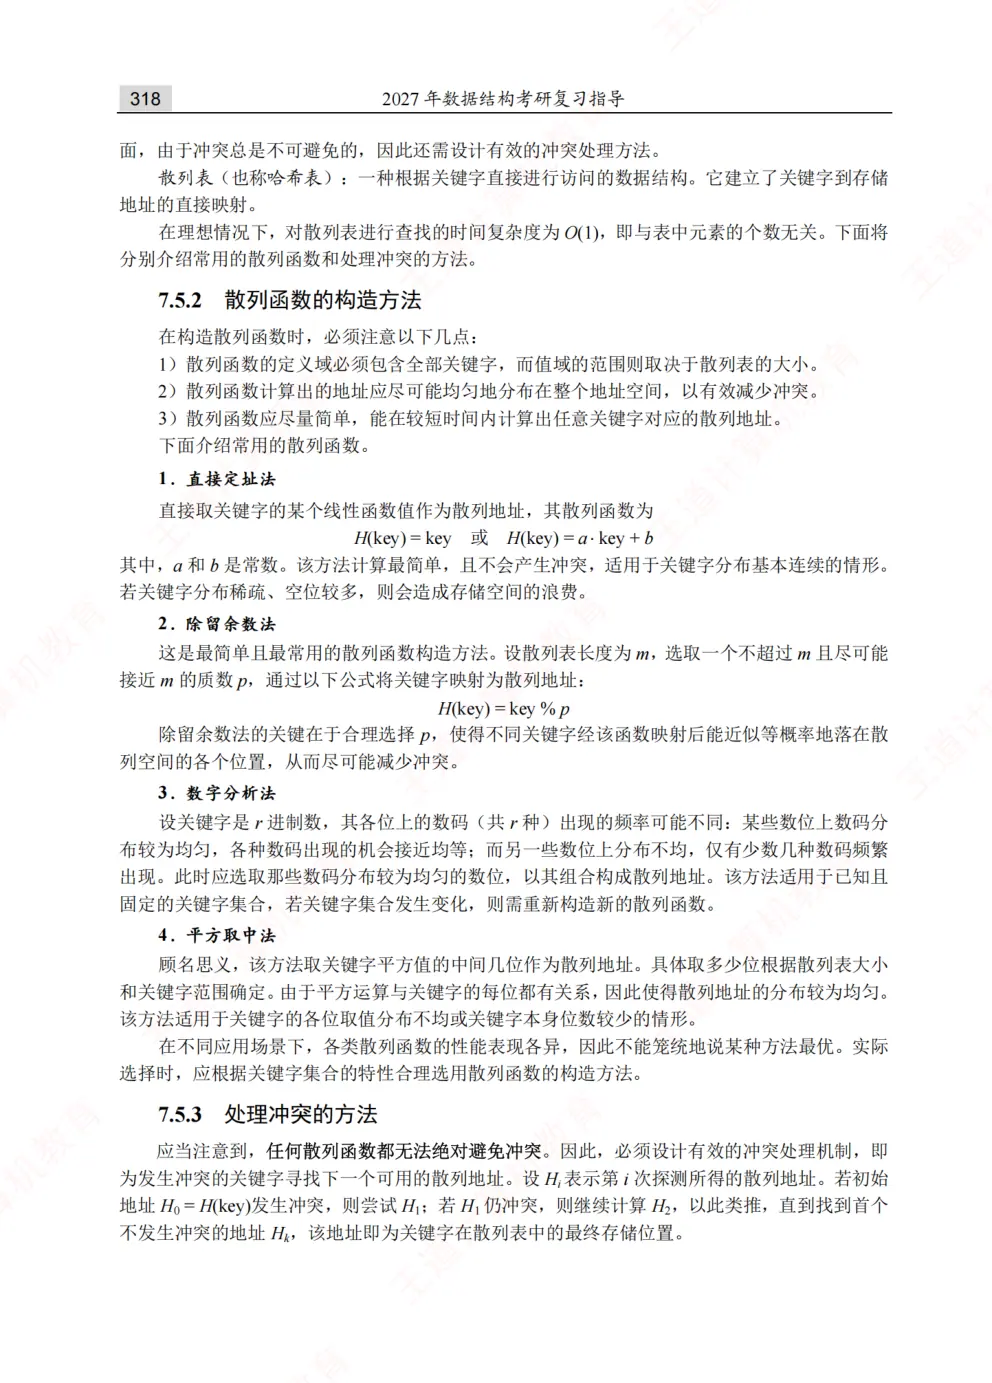 318
2027 年数据结构考研复习指导
面，由于冲突总是不可避免的，因此还需设计有效的冲突处理方法。
散列表（也称哈希表）：一种根据关键字直接进行访问的数据结构。它建立了关键字到存储
地址的直接映射。
在理想情况下，对散列表进行查找的时间复杂度为 O(1)，即与表中元素的个数无关。下面将
分别介绍常用的散列函数和处理冲突的方法。
7.5.2 散列函数的构造方法
在构造散列函数时，必须注意以下几点：
1）散列函数的定义域必须包含全部关键字，而值域的范围则取决于散列表的大小。
2）散列函数计算出的地址应尽可能均匀地分布在整个地址空间，以有效减少冲突。
3）散列函数应尽量简单，能在较短时间内计算出任意关键字对应的散列地址。
下面介绍常用的散列函数。
1．直接定址法
直接取关键字的某个线性函数值作为散列地址，其散列函数为
H(key) = key 或 H(key) = a · key + b
其中，a 和 b 是常数。该方法计算最简单，且不会产生冲突，适用于关键字分布基本连续的情形。
若关键字分布稀疏、空位较多，则会造成存储空间的浪费。
2．除留余数法
这是最简单且最常用的散列函数构造方法。设散列表长度为 m，选取一个不超过 m 且尽可能
接近 m 的质数 p，通过以下公式将关键字映射为散列地址：
H(key) = key % p
除留余数法的关键在于合理选择 p，使得不同关键字经该函数映射后能近似等概率地落在散
列空间的各个位置，从而尽可能减少冲突。
3．数字分析法
设关键字是 r 进制数，其各位上的数码（共 r 种）出现的频率可能不同：某些数位上数码分
布较为均匀，各种数码出现的机会接近均等；而另一些数位上分布不均，仅有少数几种数码频繁
出现。此时应选取那些数码分布较为均匀的数位，以其组合构成散列地址。该方法适用于已知且
固定的关键字集合，若关键字集合发生变化，则需重新构造新的散列函数。
4．平方取中法
顾名思义，该方法取关键字平方值的中间几位作为散列地址。具体取多少位根据散列表大小
和关键字范围确定。由于平方运算与关键字的每位都有关系，因此使得散列地址的分布较为均匀。
该方法适用于关键字的各位取值分布不均或关键字本身位数较少的情形。
在不同应用场景下，各类散列函数的性能表现各异，因此不能笼统地说某种方法最优。实际
选择时，应根据关键字集合的特性合理选用散列函数的构造方法。
7.5.3 处理冲突的方法
应当注意到，任何散列函数都无法绝对避免冲突。因此，必须设计有效的冲突处理机制，即
为发生冲突的关键字寻找下一个可用的散列地址。设 Hi 表示第 i 次探测所得的散列地址。若初始
地址 H0 = H(key)发生冲突，则尝试 H1；若 H1 仍冲突，则继续计算 H2，以此类推，直到找到首个
不发生冲突的地址 Hk，该地址即为关键字在散列表中的最终存储位置。